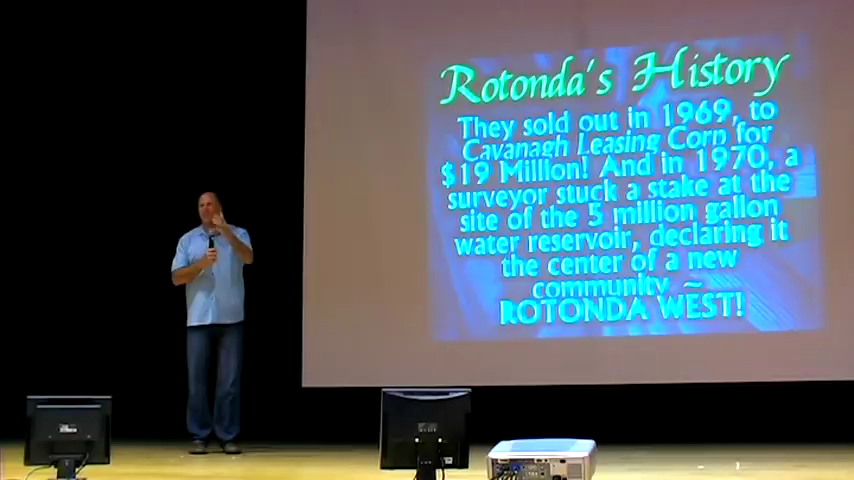 Rotonda's History
They sold out in 1969, to
Cavanagh Leasing Corn for
$19 Million! And in 1970, a
surveyor stuck a stake at the
site of the 5 million gallon
water reservoir, declaring it
the center of a new
community ~
ROTONDA WEST!